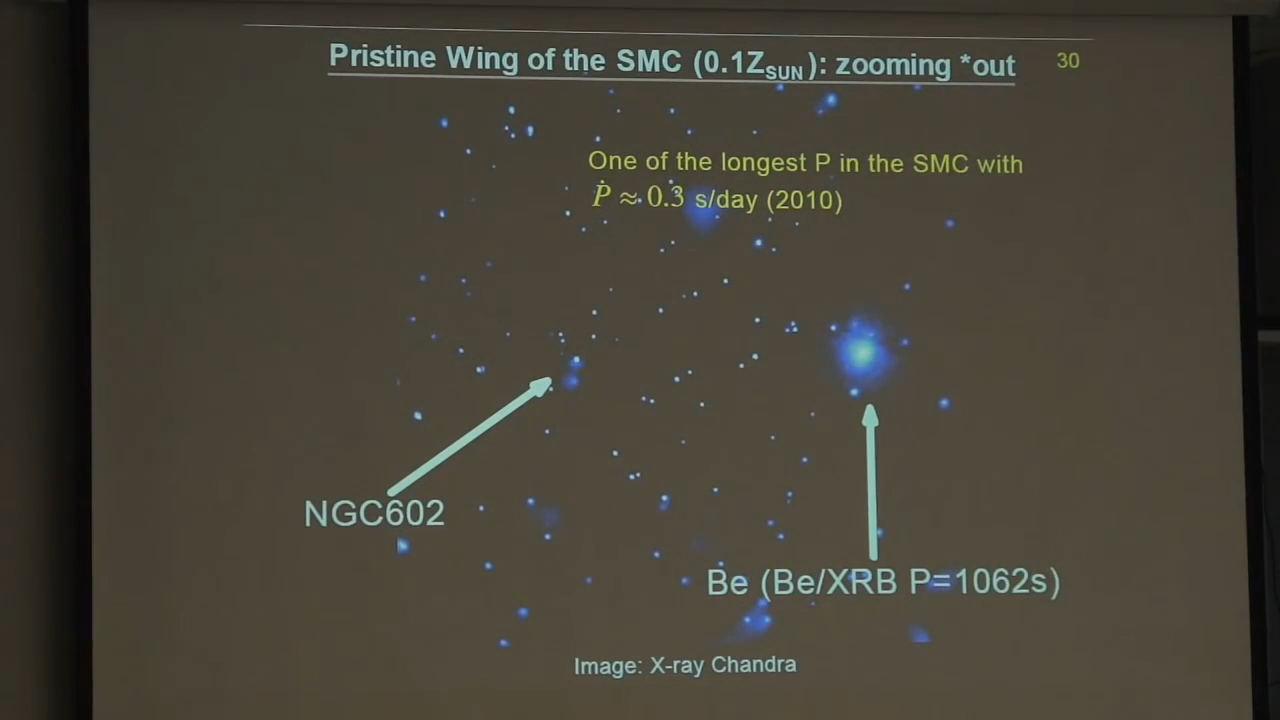 Pristine Wing of the SMC (0.1Z_SUN): zooming *out
30
One of the longest P in the SMC with
Ṗ ≈ 0.3 s/day (2010)
NGC602
Be (Be/XRB P=1062s)
Image: X-ray Chandra